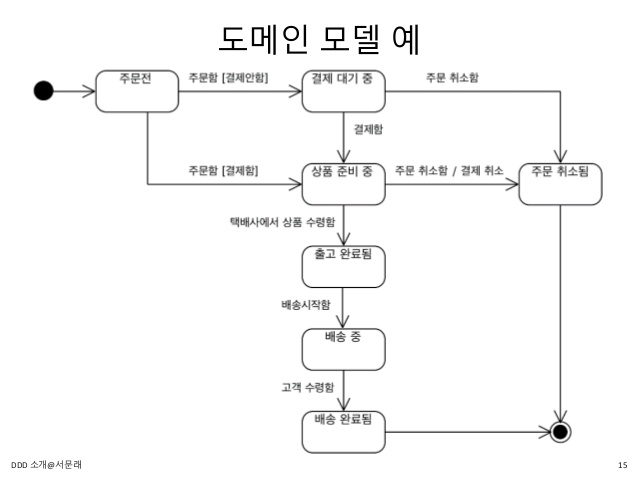 도메인 모델 예
주문전
주문함 [결제안함]
결제 대기 중
주문 취소함
결제함
주문함 [결제함]
상품 준비 중
주문 취소함 / 결제 취소
주문 취소됨
택배사에서 상품 수령함
출고 완료됨
배송시작함
배송 중
고객 수령함
배송 완료됨
DDD 소개@서문래
15